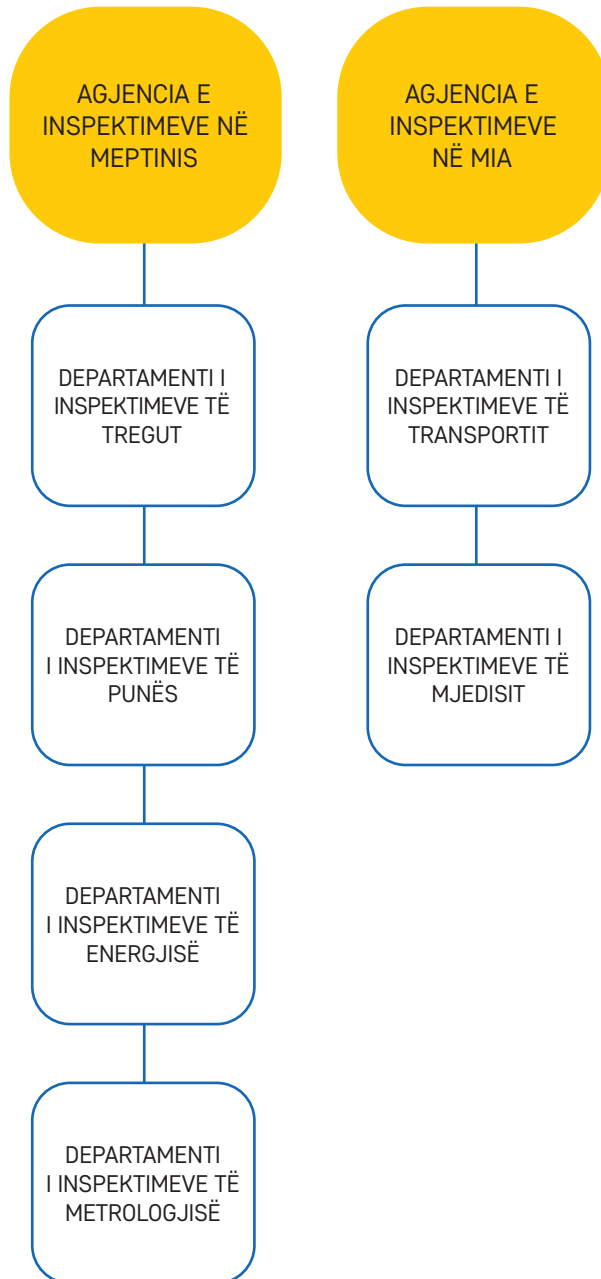 AGJENCIA E
INSPEKTIMEVE NË
MEPTINIS
DEPARTAMENTI I
INSPEKTIMEVE TË
TREGUT
DEPARTAMENTI
I INSPEKTIMEVE TË
PUNËS
DEPARTAMENTI
I INSPEKTIMEVE TË
ENERGJISË
DEPARTAMENTI
I INSPEKTIMEVE TË
METROLOGJISË
AGJENCIA E
INSPEKTIMEVE
NË MIA
DEPARTAMENTI I
INSPEKTIMEVE TË
TRANSPORTIT
DEPARTAMENTI I
INSPEKTIMEVE TË
MJEDISIT